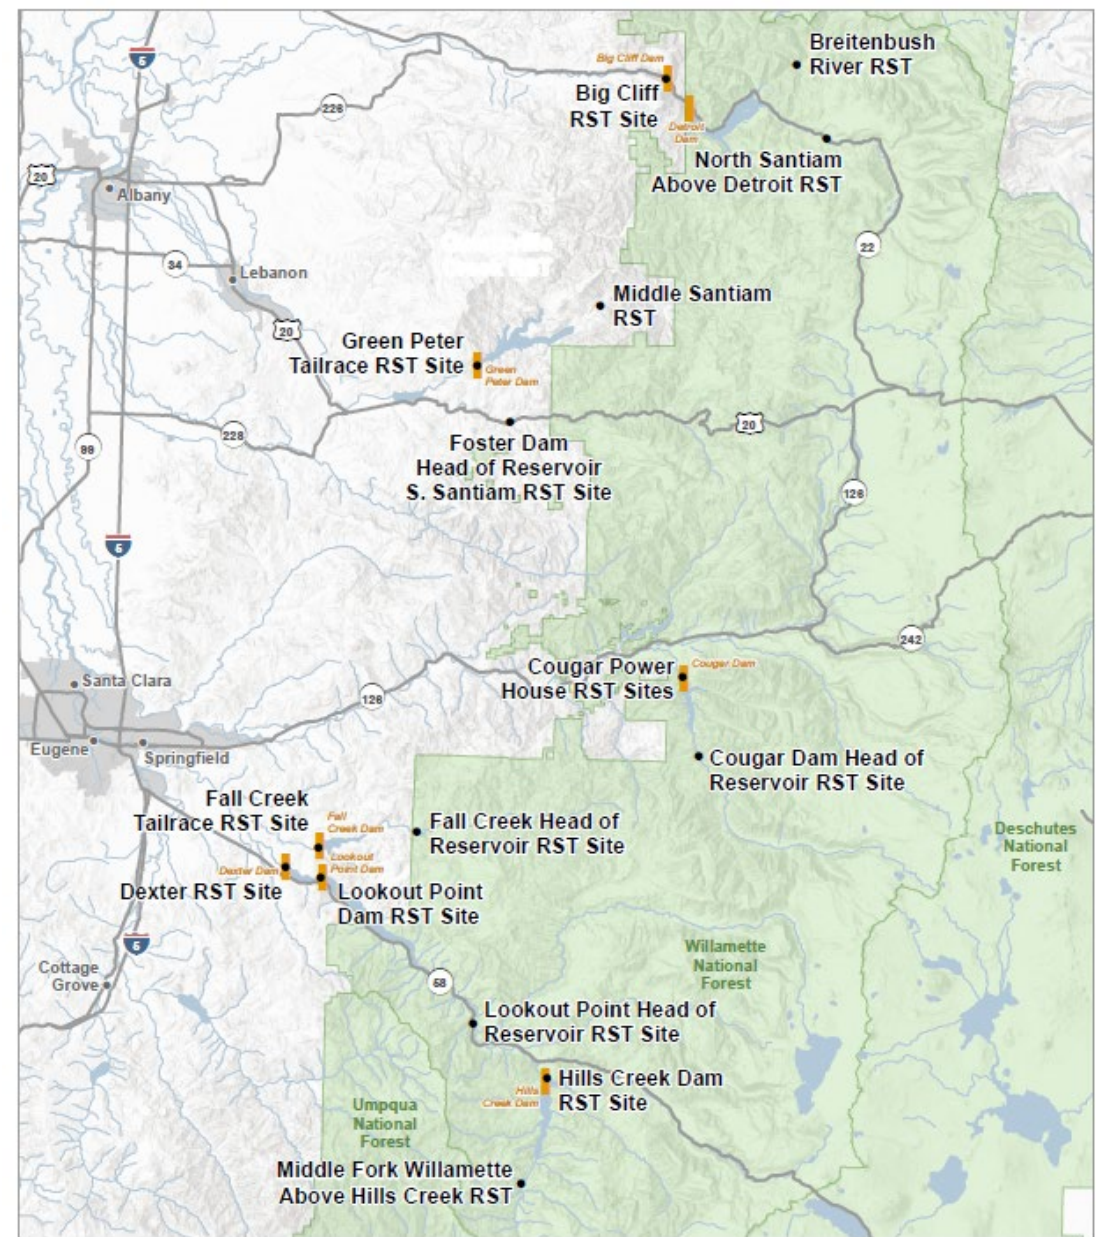 Breitenbush
River RST
5
Big Cliff Dam
Big Cliff
RST Site
226
Detroit
Dam
North Santiam
Above Detroit RST
20
Albany
22
34
Lebanon
Middle Santiam
RST
20
Green Peter
Tailrace RST Site
Green
Peter Dam
20
228
99
Foster Dam
Head of Reservoir
S. Santiam RST Site
126
5
242
Cougar Power
House RST Sites
Cougar Dam
Santa Clara
126
Eugene
Springfield
Cougar Dam Head of
Reservoir RST Site
Fall Creek
Tailrace RST Site
Fall
Creek Dam
Fall Creek Head of
Reservoir RST Site
Deschutes
National
Forest
Lookout
Point Dam
Dexter Dam
Dexter RST Site
Lookout Point
Dam RST Site
5
Willamette
National
Forest
Cottage
Grove
58
Lookout Point Head of
Reservoir RST Site
Hills Creek Dam
RST Site
Hills
Creek Dam
Umpqua
National
Forest
Middle Fork Willamette
Above Hills Creek RST